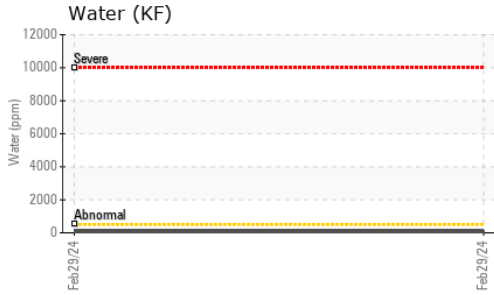 Water (KF)
12000
Severe
10000
8000
Water (ppm)
6000
4000
2000
Abnormal
0
Feb29/24
Feb29/24